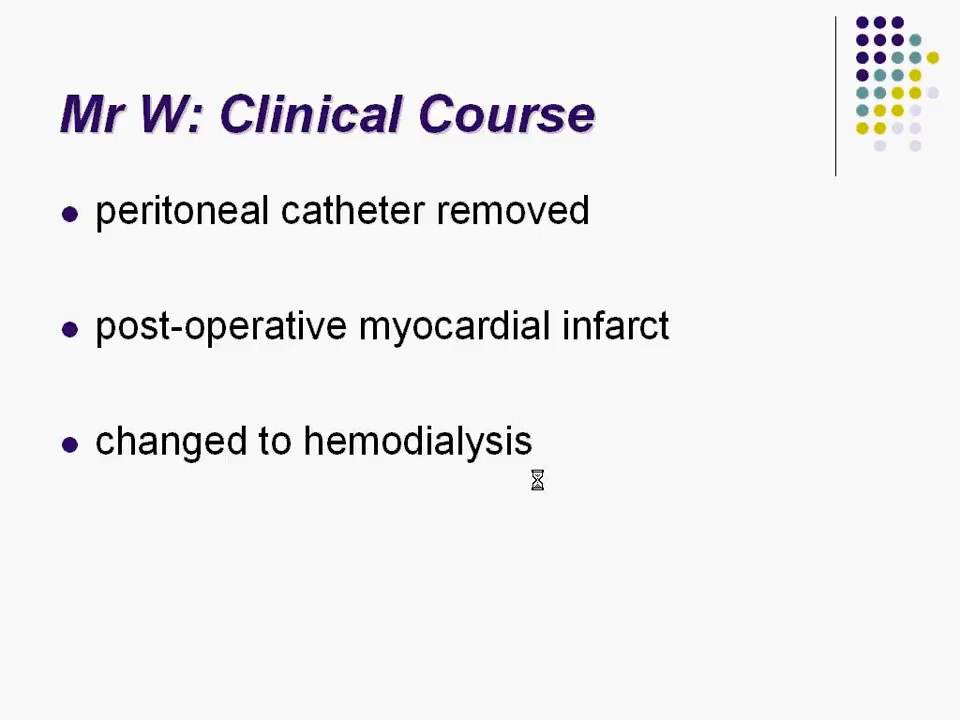 Mr W: Clinical Course
peritoneal catheter removed
post-operative myocardial infarct
changed to hemodialysis